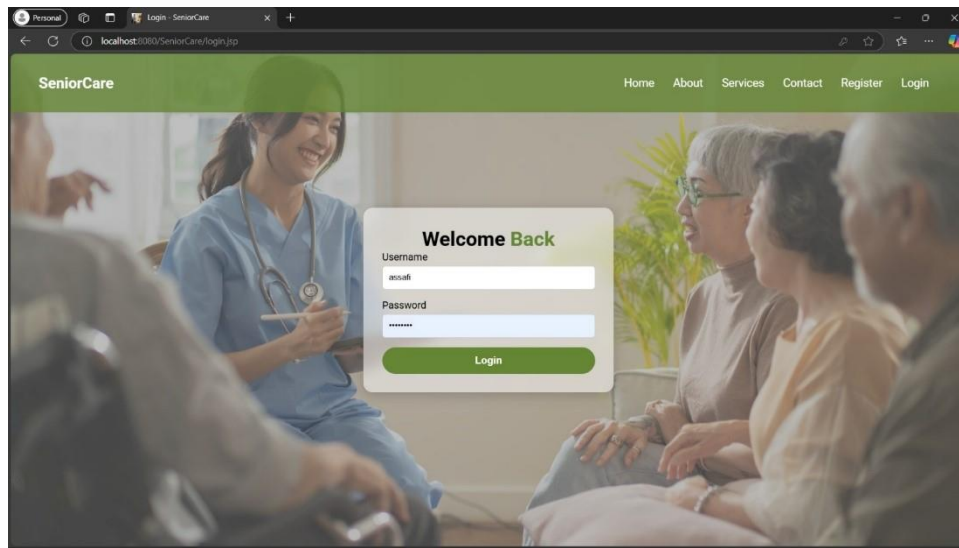 Personal
Login - SeniorCare
localhost:8080/SeniorCare/login.jsp
SeniorCare
Home About Services Contact Register Login
Welcome Back
Username
assafi
Password
••••••••
Login